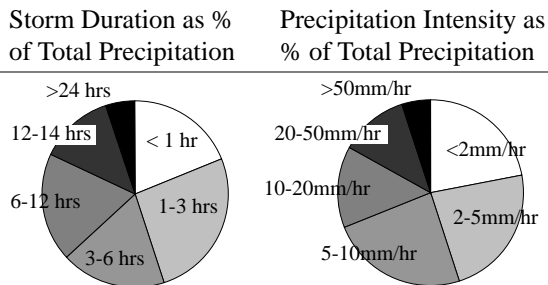 Storm Duration as %
of Total Precipitation
>24 hrs
12-14 hrs
< 1 hr
6-12 hrs
1-3 hrs
3-6 hrs
Precipitation Intensity as
% of Total Precipitation
>50mm/hr
20-50mm/hr
<2mm/hr
10-20mm/hr
2-5mm/hr
5-10mm/hr